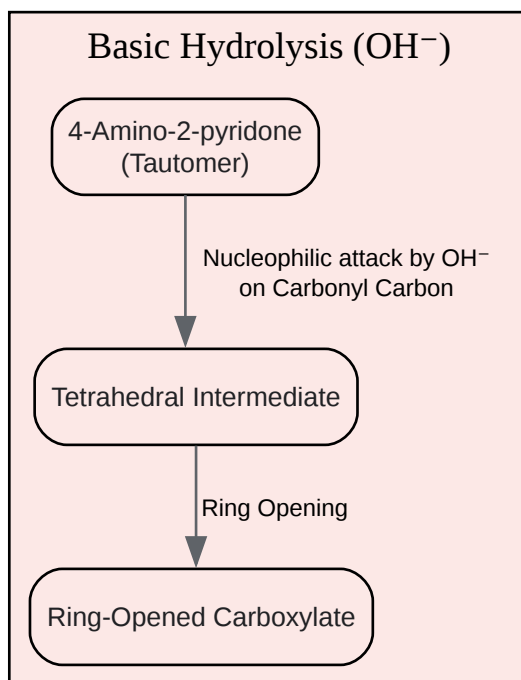 Basic Hydrolysis (OH⁻)
4-Amino-2-pyridone
(Tautomer)
Nucleophilic attack by OH⁻
on Carbonyl Carbon
Tetrahedral Intermediate
Ring Opening
Ring-Opened Carboxylate